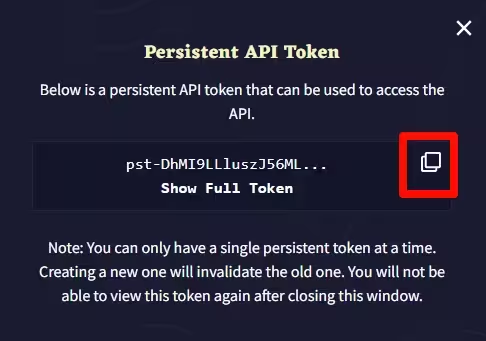 Persistent API Token
Below is a persistent API token that can be used to access the
API.
pst-DhMI9LLluszJ56ML...
Show Full Token
Note: You can only have a single persistent token at a time.
Creating a new one will invalidate the old one. You will not be
able to view this token again after closing this window.